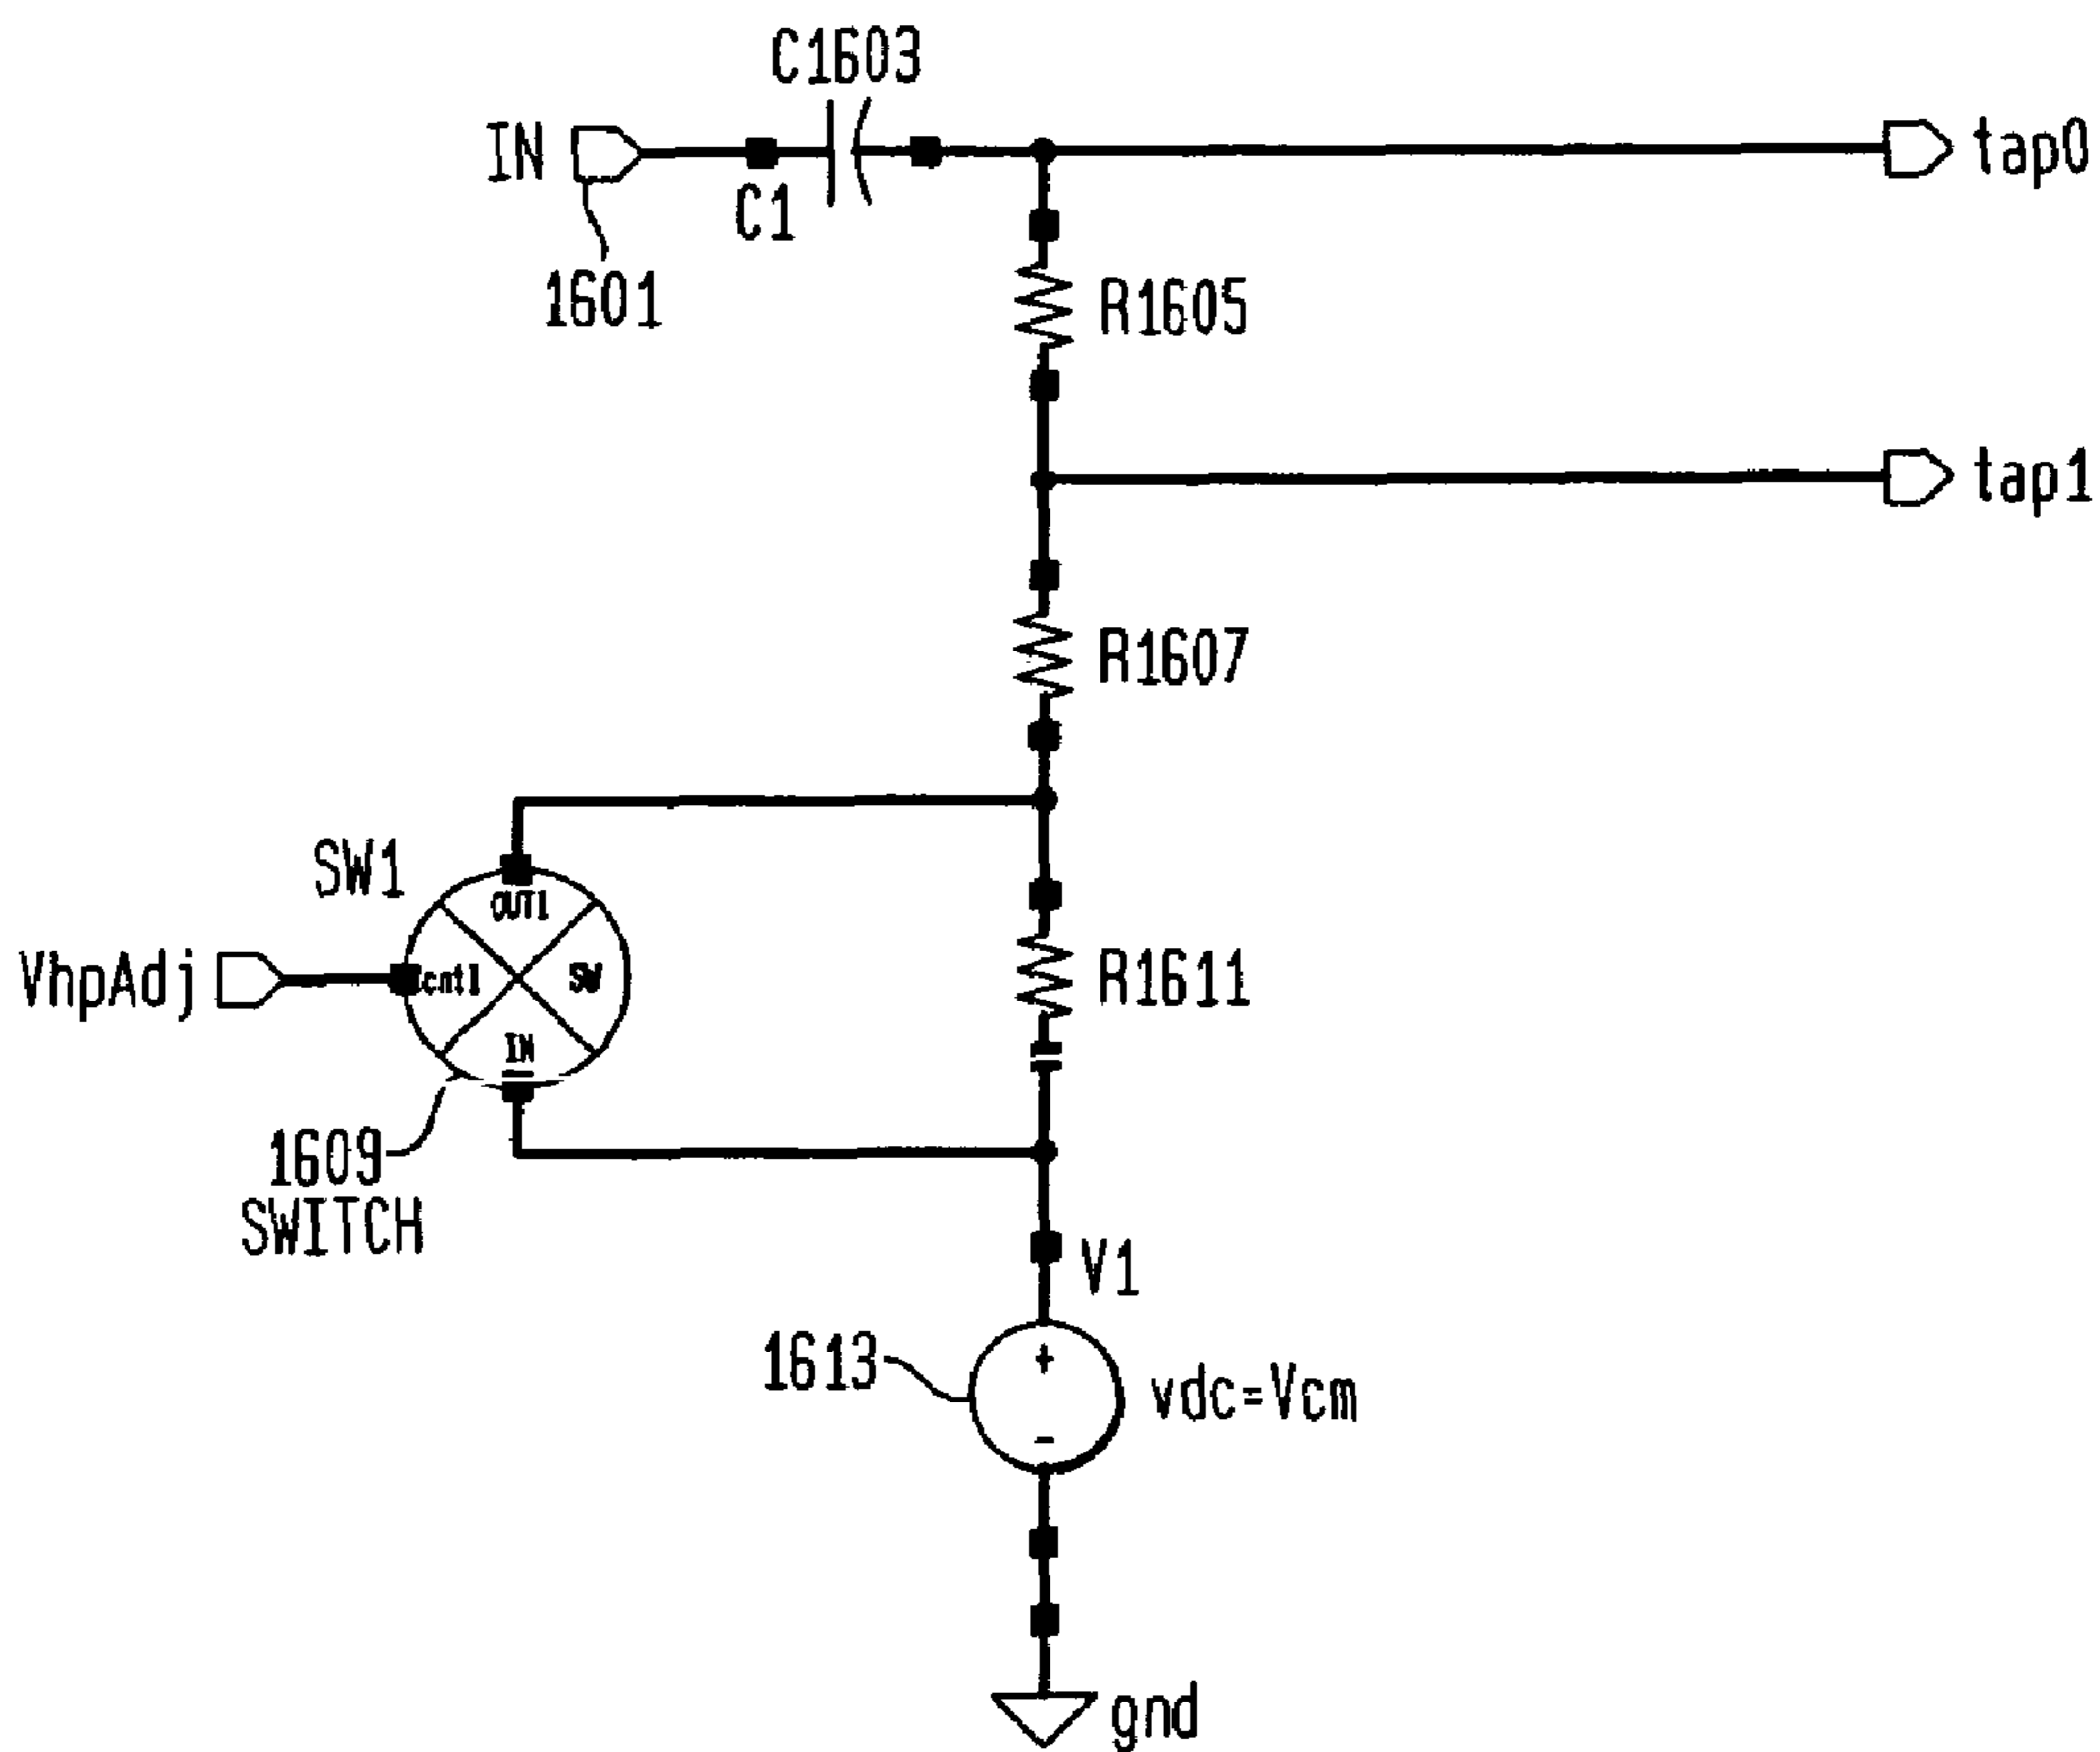 C1603
IN
tap0
C1
1601
R1605
tap1
R1607
SW1
OUT1
VhpAdj
cntl
SW
R1611
IN
1609
SWITCH
V1
1613
+
vdc=Vcm
-
gnd